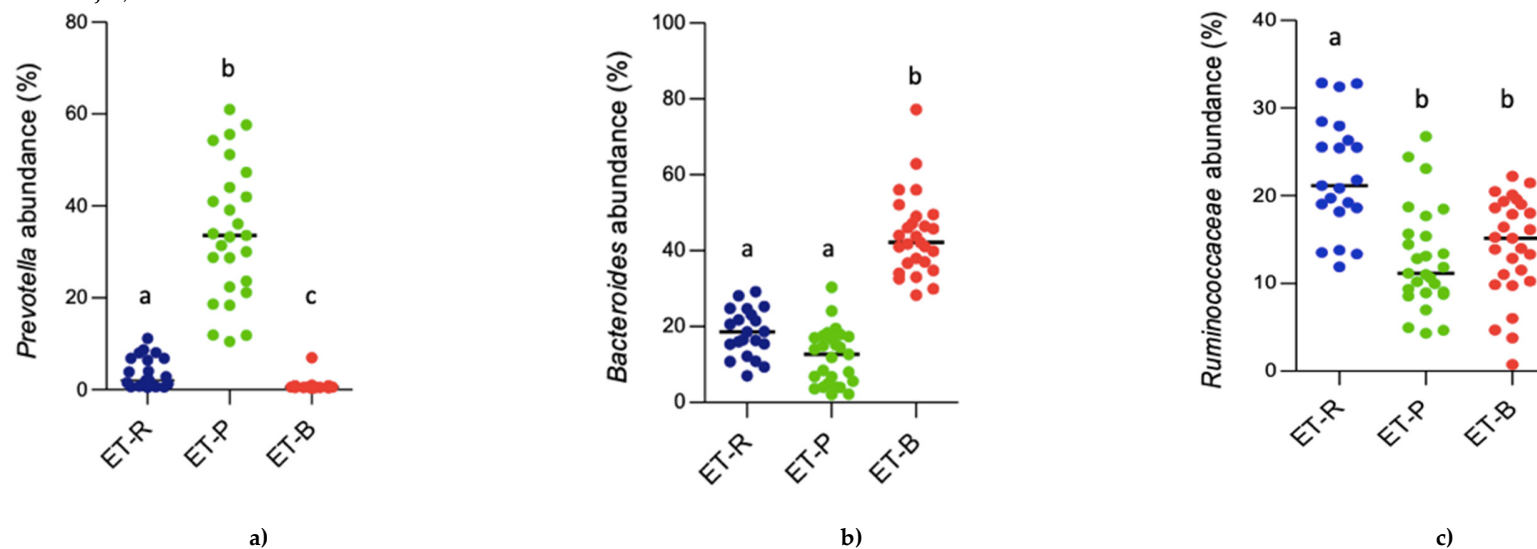 80
60
40
20
0
Prevotella abundance (%)
a
b
c
ET-R
ET-P
ET-B
a)
100
80
60
40
20
0
Bacteroides abundance (%)
a
a
b
ET-R
ET-P
ET-B
b)
40
30
20
10
0
Ruminococcaceae abundance (%)
a
b
b
ET-R
ET-P
ET-B
c)